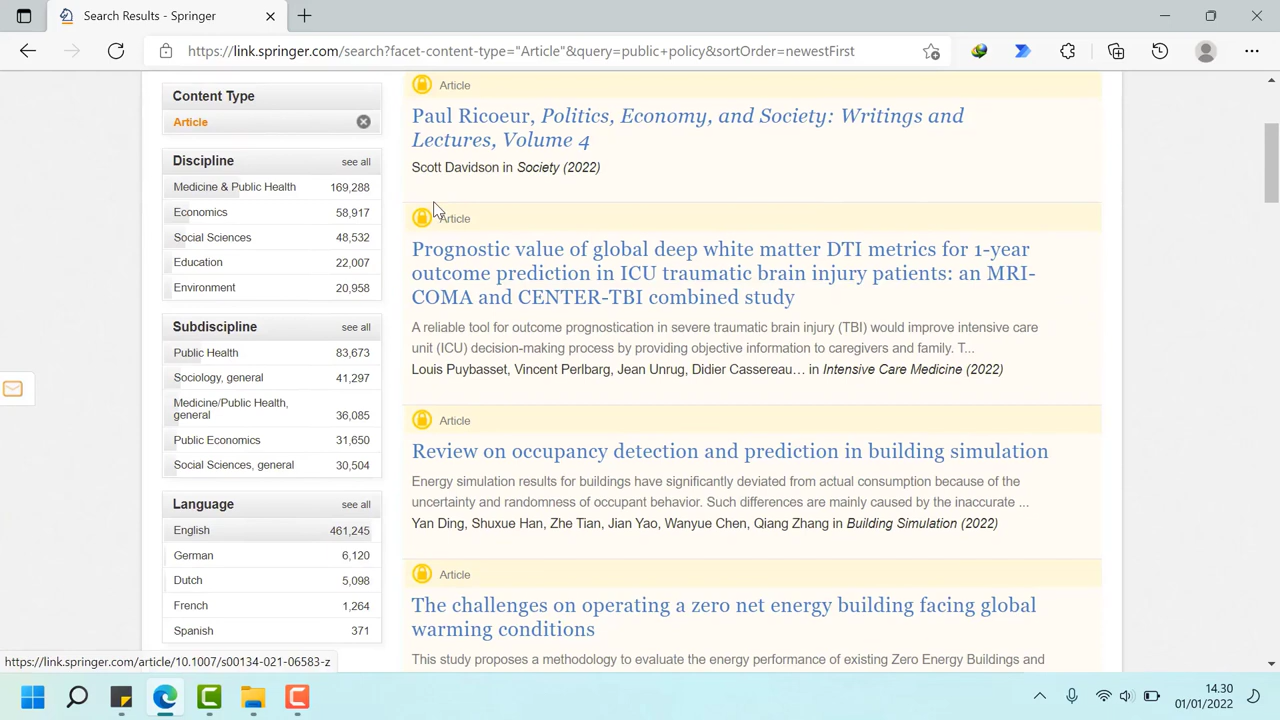 Search Results - Springer
https://link.springer.com/search?facet-content-type="Article"&query=public+policy&sortOrder=newestFirst
Content Type
Article
Discipline see all
Medicine & Public Health 169,288
Economics 58,917
Social Sciences 48,532
Education 22,007
Environment 20,958
Subdiscipline see all
Public Health 83,673
Sociology, general 41,297
Medicine/Public Health,
general 36,085
Public Economics 31,650
Social Sciences, general 30,504
Language see all
English 461,245
German 6,120
Dutch 5,098
French 1,264
Spanish 371
Article
Paul Ricoeur, Politics, Economy, and Society: Writings and
Lectures, Volume 4
Scott Davidson in Society (2022)
Article
Prognostic value of global deep white matter DTI metrics for 1-year
outcome prediction in ICU traumatic brain injury patients: an MRI-
COMA and CENTER-TBI combined study
A reliable tool for outcome prognostication in severe traumatic brain injury (TBI) would improve intensive care
unit (ICU) decision-making process by providing objective information to caregivers and family. T...
Louis Puybasset, Vincent Perlbarg, Jean Unrug, Didier Cassereau… in Intensive Care Medicine (2022)
Article
Review on occupancy detection and prediction in building simulation
Energy simulation results for buildings have significantly deviated from actual consumption because of the
uncertainty and randomness of occupant behavior. Such differences are mainly caused by the inaccurate ...
Yan Ding, Shuxue Han, Zhe Tian, Jian Yao, Wanyue Chen, Qiang Zhang in Building Simulation (2022)
Article
The challenges on operating a zero net energy building facing global
warming conditions
This study proposes a methodology to evaluate the energy performance of existing Zero Energy Buildings and
https://link.springer.com/article/10.1007/s00134-021-06583-z
14.30
01/01/2022